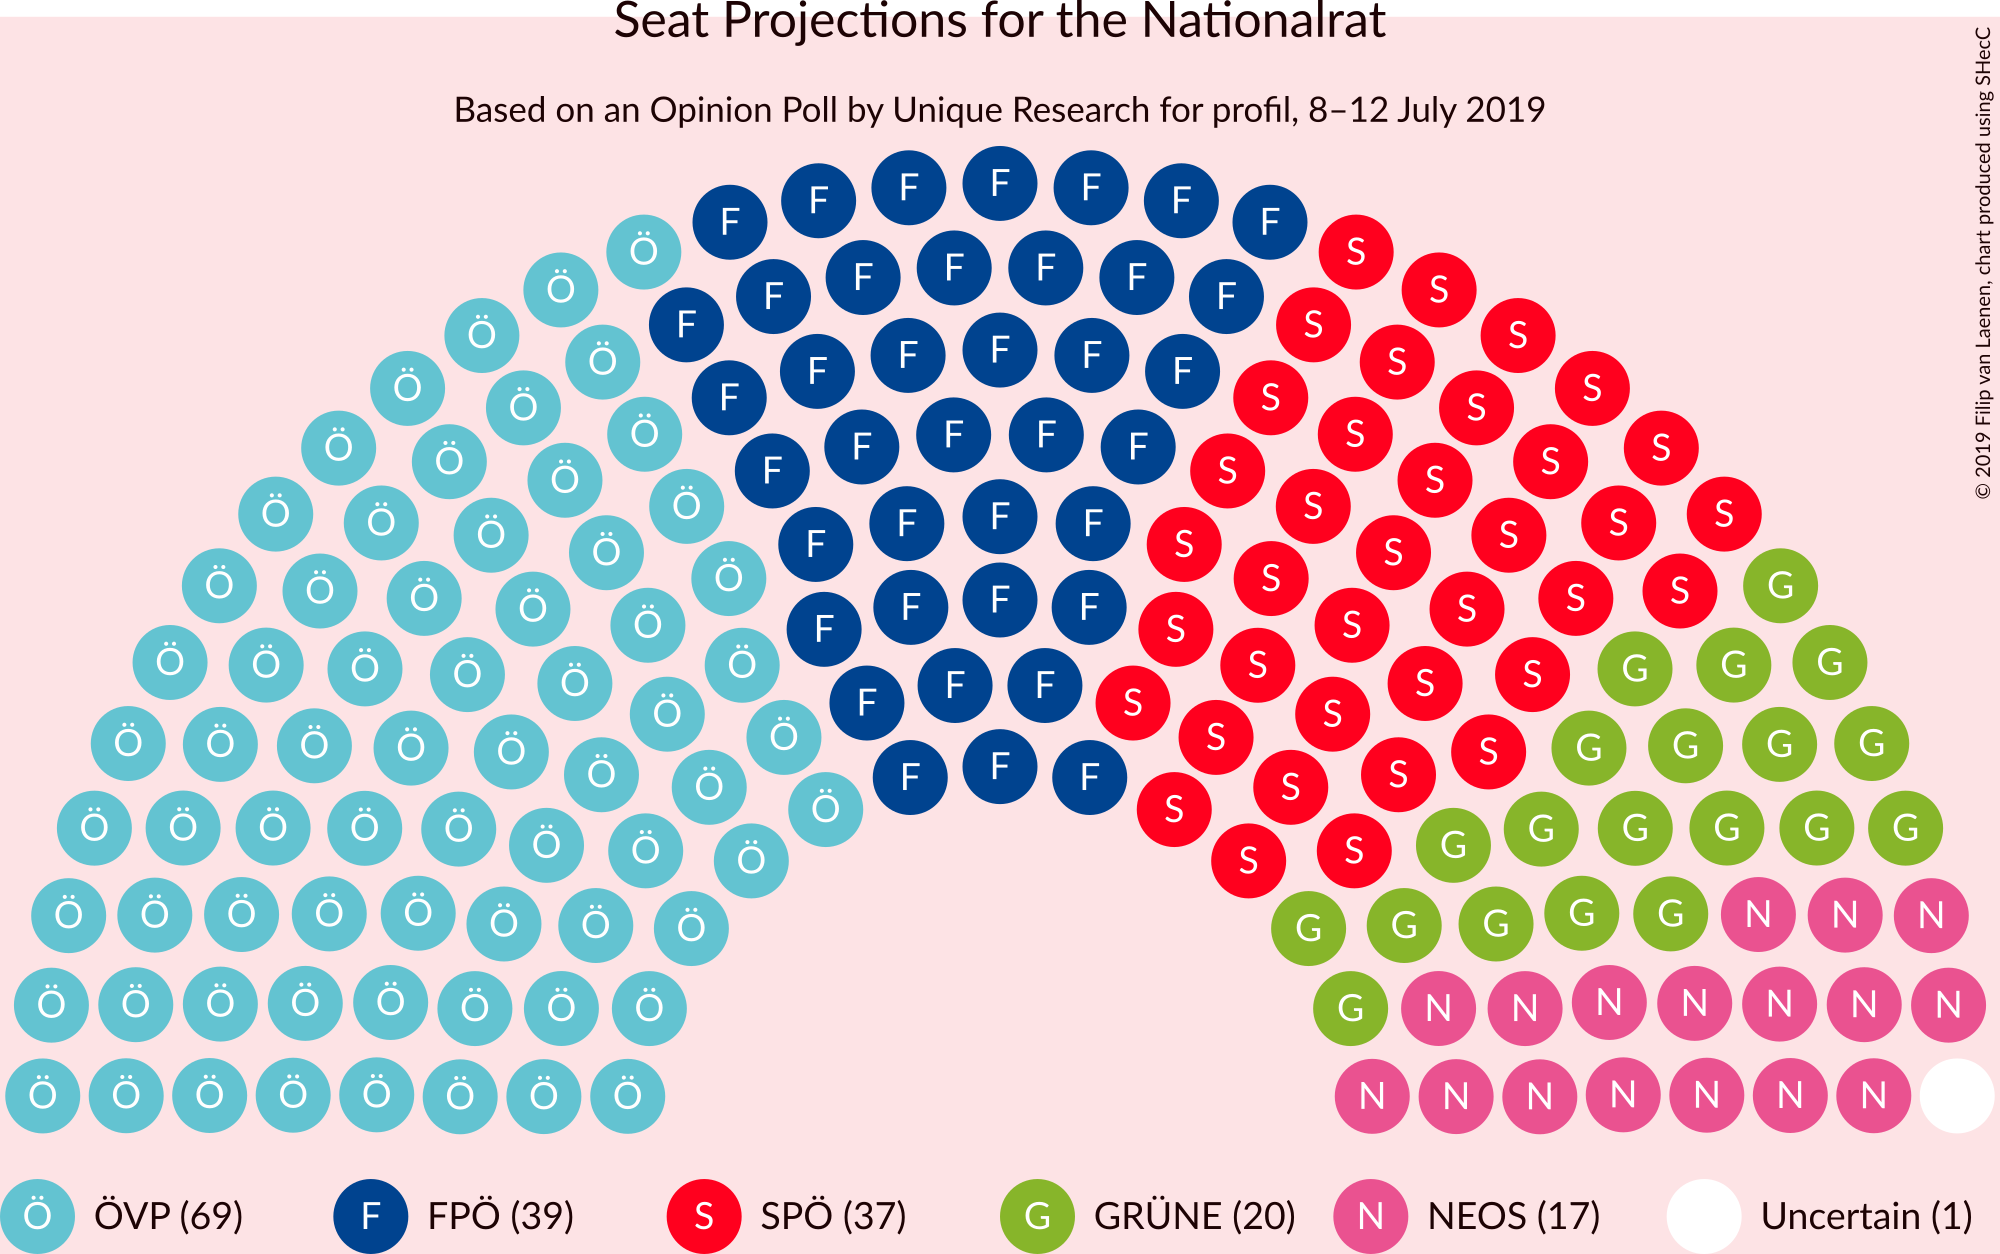 Seat Projections for the Nationalrat
Based on an Opinion Poll by Unique Research for profil, 8–12 July 2019
© 2019 Filip van Laenen, chart produced using SHecC
F F F F F F F
Ö S
F F F F F F
Ö S
F F
Ö S S
Ö S
F F F F F
Ö S
Ö S
F F
Ö S S
Ö S
F F F F
Ö S
Ö S
F S
Ö S
Ö S
Ö S
F F F
Ö Ö S S
Ö S
F S
Ö S
Ö Ö G
Ö S
Ö S
F F F
Ö S
Ö S
F S
Ö S
Ö G
Ö S
Ö G
Ö G
Ö S
Ö S
F F F
F S
Ö S
Ö S
Ö Ö Ö Ö G G G G
Ö S
F F F
Ö S
Ö S
Ö S
Ö Ö Ö Ö Ö G G G G G G
Ö S
Ö S
Ö Ö Ö Ö Ö Ö Ö Ö G G G G G N N N
Ö Ö Ö Ö Ö Ö Ö Ö G N N N N N N N
Ö Ö Ö Ö Ö Ö Ö Ö N N N N N N N
Ö ÖVP (69) F FPÖ (39) S SPÖ (37) G GRÜNE (20) N NEOS (17) Uncertain (1)